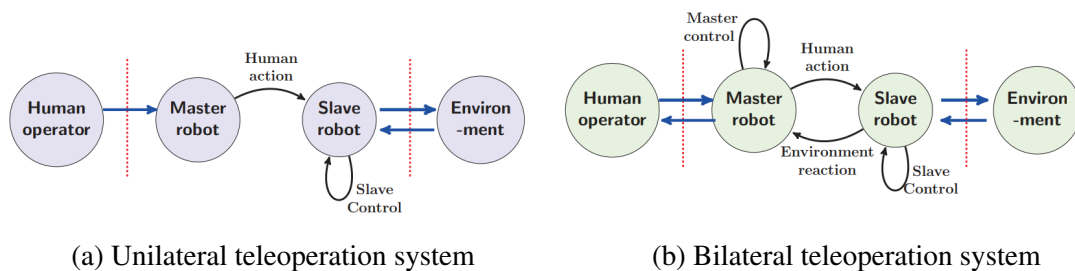 Human
operator
Master
robot
Human
action
Slave
robot
Slave
Control
Environ
-ment
(a) Unilateral teleoperation system
Master
control
Human
operator
Master
robot
Human
action
Environment
reaction
Slave
robot
Slave
Control
Environ
-ment
(b) Bilateral teleoperation system